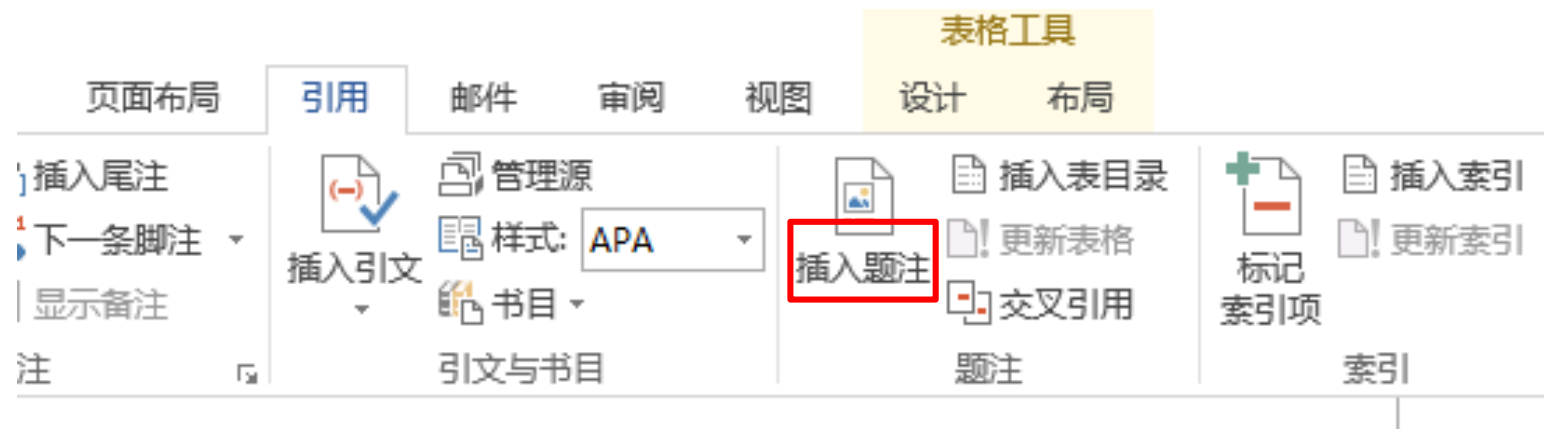 表格工具
页面布局 引用 邮件 审阅 视图 设计 布局
插入尾注 管理源 插入表目录 插入索引
下一条脚注 样式: APA 更新表格 更新索引
插入引文 插入题注 标记
显示备注 书目 交叉引用 索引项
注 引文与书目 题注 索引